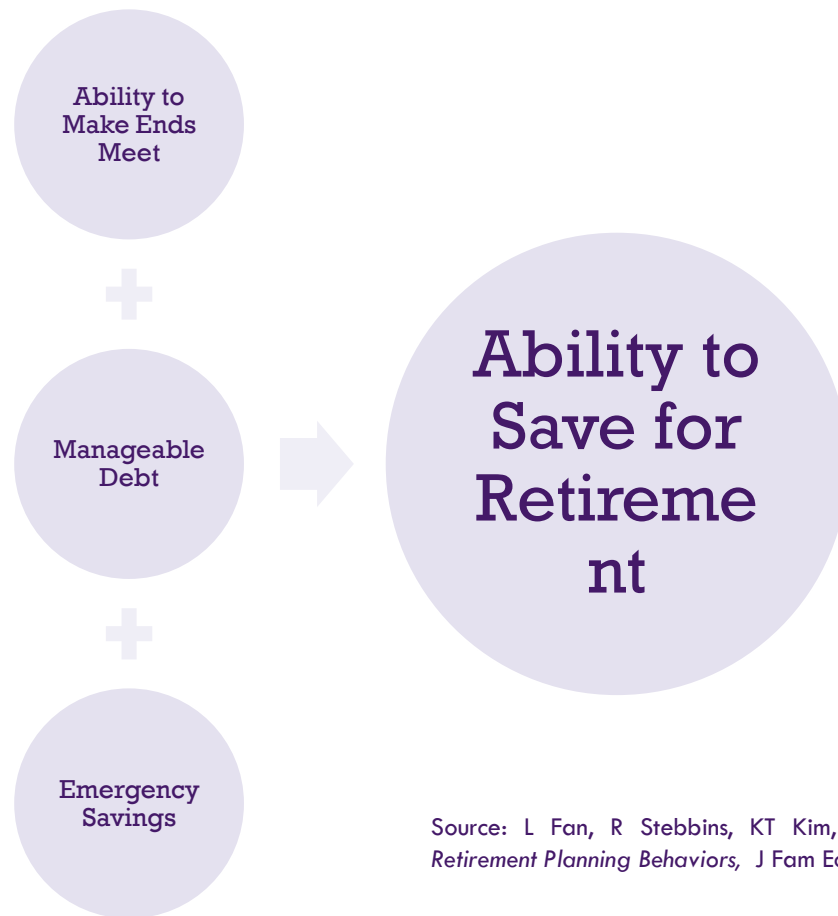 Ability to
Make Ends
Meet
Manageable
Debt
Emergency
Savings
Ability to
Save for
Retireme
nt
Source: L Fan, R Stebbins, KT Kim,
Retirement Planning Behaviors, J Fam